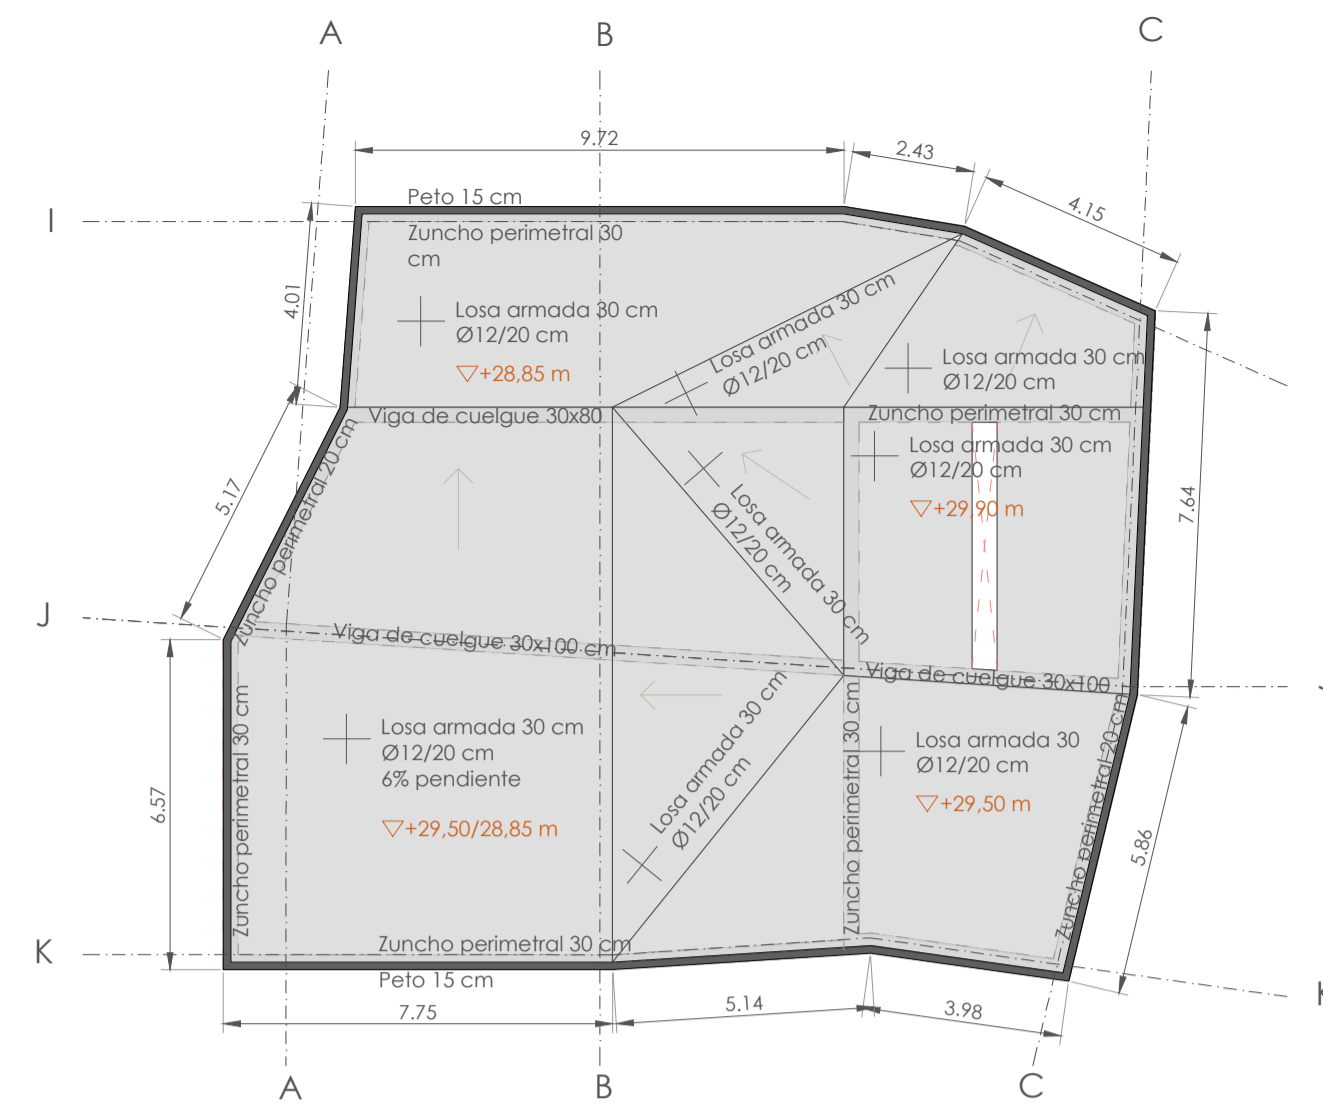 A
B
C
9.72
2.43
4.15
Peto 15 cm
I
Zuncho perimetral 30
cm
4.01
Losa armada 30 cm
Ø12/20 cm
+28,85 m
Losa armada 30 cm
Ø12/20 cm
Losa armada 30 cm
Ø12/20 cm
Viga de cuelgue 30x80
Zuncho perimetral 30 cm
Losa armada 30 cm
Ø12/20 cm
+29,90 m
Zuncho perimetral 20 cm
5.17
7.64
Losa armada 30 cm
Ø12/20 cm
J
Viga de cuelgue 30x100 cm
Viga de cuelgue 30x100
Zuncho perimetral 30 cm
Losa armada 30 cm
Ø12/20 cm
6% pendiente
+29,50/28,85 m
Losa armada 30 cm
Ø12/20 cm
Zuncho perimetral 30 cm
Losa armada 30
Ø12/20 cm
+29,50 m
Zuncho perimetral 20 cm
6.57
5.86
K
Zuncho perimetral 30 cm
Peto 15 cm
7.75
5.14
3.98
A
B
C